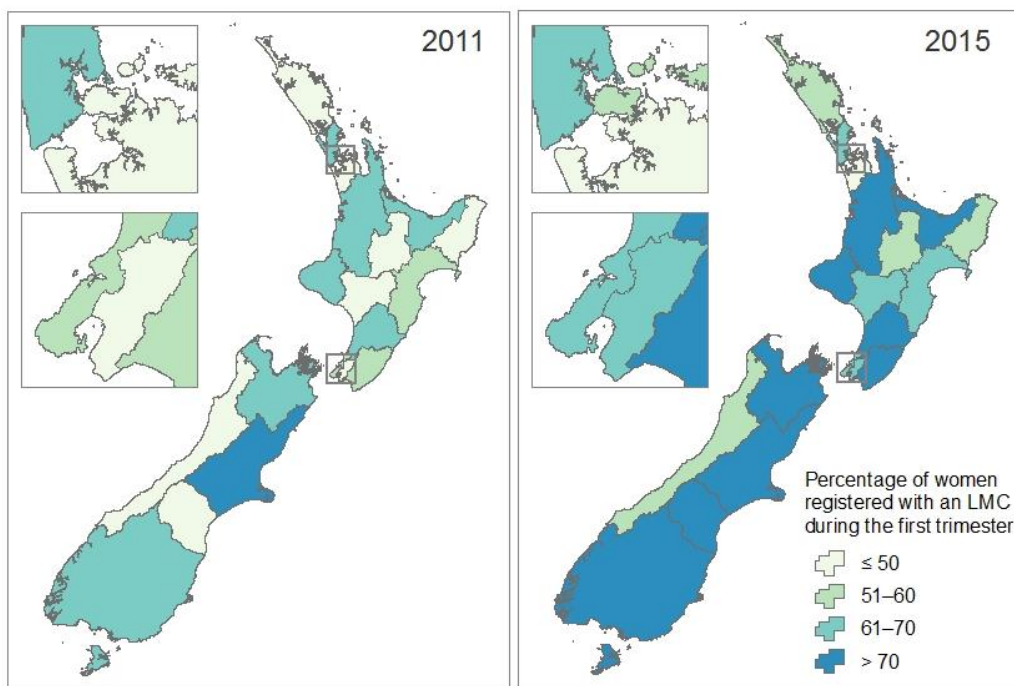 2011
2015
Percentage of women
registered with an LMC
during the first trimester
≤ 50
51–60
61–70
> 70